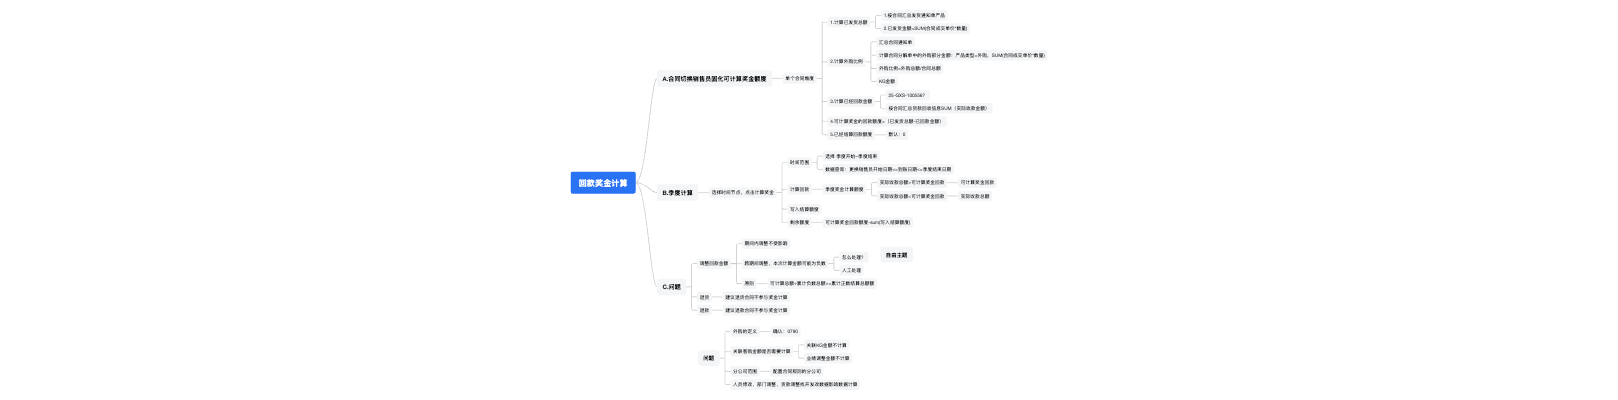 回款奖金计算
A.合同切换销售员固化可计算奖金额度
单个合同维度
1.计算已发货总额
1.按合同汇总发货通知单产品
2.已发货金额=SUM(合同成交单价*数量)
2.计算外购比例
汇总合同通知单
计算合同分解单中的外购部分金额：产品类型=外购，SUM(合同成交单价*数量)
外购比例=外购总额/合同总额
KG金额
3.计算已经回款金额
25-GXS-100556?
按合同汇总货款回收信息SUM（实际收款金额）
4.可计算奖金的回款额度=（已发货总额-已回款金额）
5.已经结算回款额度
默认：0
B.季度计算
选择时间节点，点击计算奖金
时间范围
选择 季度开始~季度结束
数据查询：更换销售员开始日期<=到账日期<=季度结束日期
计算回款
季度奖金计算额度
实际收款总额>可计算奖金回款
可计算奖金回款
实际收款总额<可计算奖金回款
实际收款总额
写入结算额度
剩余额度
可计算奖金回款额度-sum(写入结算额度)
C.问题
调整回款金额
期间内调整不受影响
跨期间调整，本次计算金额可能为负数
怎么处理？
人工处理
原则
可计算总额+累计负数总额>=累计正数结算总额额
退货
建议退货合同不参与奖金计算
退款
建议退款合同不参与奖金计算
自由主题
问题
外购的定义
确认：0790
关联客购金额是否需要计算
关联KG金额不计算
业绩调整金额不计算
分公司范围
配置合同规则的分公司
人员修改、部门调整、货款调整找开发改数据影响数据计算